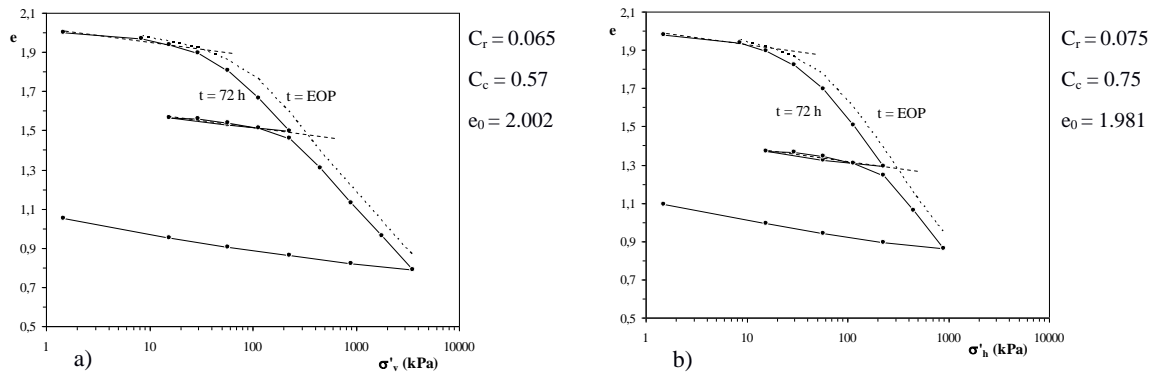 2,1
e
1,9
1,7
1,5
1,3
1,1
0,9
0,7
0,5
1
10
100
1000
10000
t = 72 h
t = EOP
σ'v (kPa)
a)
Cr = 0.065
Cc = 0.57
e0 = 2.002
2,1
e
1,9
1,7
1,5
1,3
1,1
0,9
0,7
0,5
1
10
100
1000
10000
t = 72 h
t = EOP
σ'h (kPa)
b)
Cr = 0.075
Cc = 0.75
e0 = 1.981